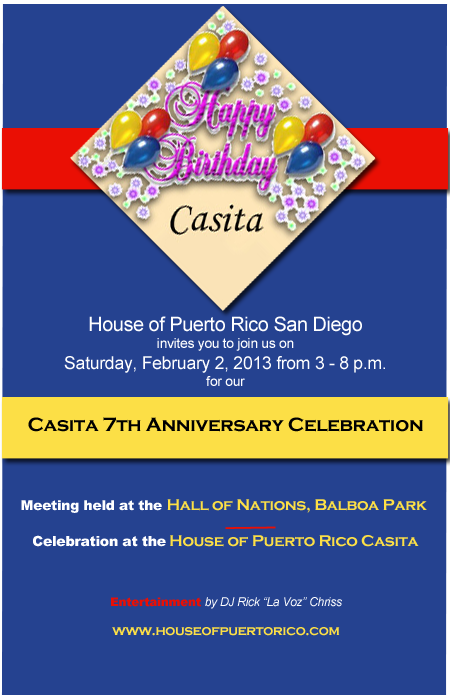 Happy
Birthday
Casita
House of Puerto Rico San Diego
invites you to join us on
Saturday, February 2, 2013 from 3 - 8 p.m.
for our
CASITA 7TH ANNIVERSARY CELEBRATION
Meeting held at the HALL OF NATIONS, BALBOA PARK
Celebration at the HOUSE OF PUERTO RICO CASITA
Entertainment by DJ Rick “La Voz” Chriss
WWW.HOUSEOFPUERTORICO.COM